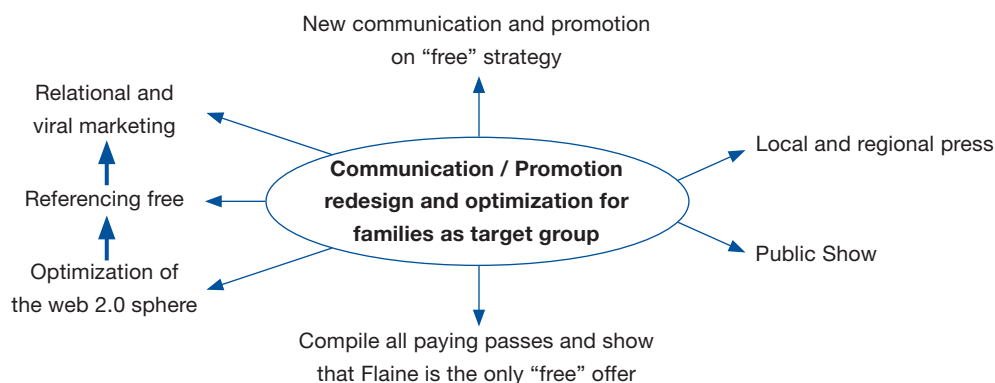 New communication and promotion
on “free” strategy
Relational and
viral marketing
Local and regional press
Communication / Promotion
redesign and optimization for
families as target group
Referencing free
Public Show
Optimization of
the web 2.0 sphere
Compile all paying passes and show
that Flaine is the only “free” offer